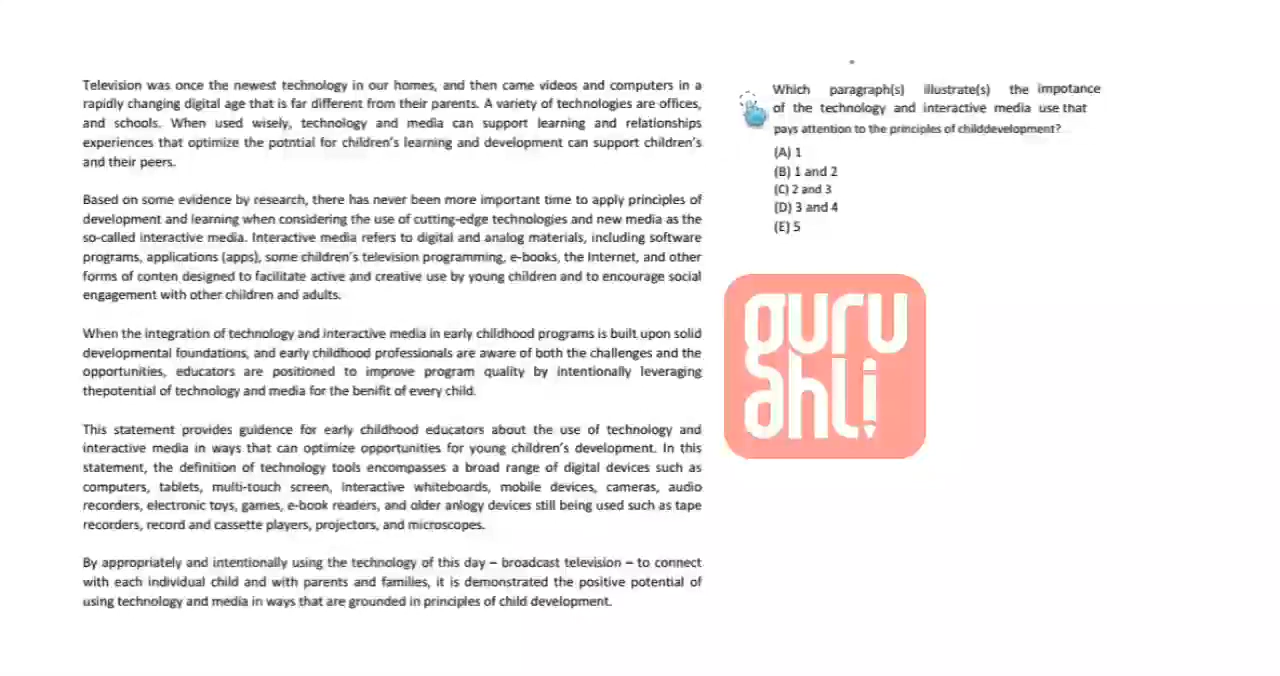 Television was once the newest technology in our homes, and then came videos and computers in a
rapidly changing digital age that is far different from their parents. A variety of technologies are offices,
and schools. When used wisely, technology and media can support learning and relationships
experiences that optimize the potntial for children's learning and development can support children's
and their peers.
Based on some evidence by research, there has never been more important time to apply principles of
development and learning when considering the use of cutting-edge technologies and new media as the
so-called interactive media. Interactive media refers to digital and analog materials, including software
programs, applications (apps), some children's television programming, e-books, the Internet, and other
forms of conten designed to facilitate active and creative use by young children and to encourage social
engagement with other children and adults.
When the integration of technology and interactive media in early childhood programs is built upon solid
developmental foundations, and early childhood professionals are aware of both the challenges and the
opportunities, educators are positioned to improve program quality by intentionally leveraging
thepotential of technology and media for the benifit of every child.
This statement provides guidance for early childhood educators about the use of technology and
interactive media in ways that can optimize opportunities for young children's development. In this
statement, the definition of technology tools encompasses a broad range of digital devices such as
computers, tablets, multi-touch screen, interactive whiteboards, mobile devices, cameras, audio
recorders, electronic toys, games, e-book readers, and older anlogy devices still being used such as tape
recorders, record and cassette players, projectors, and microscopes.
By appropriately and intentionally using the technology of this day – broadcast television – to connect
with each individual child and with parents and families, it is demonstrated the positive potential of
using technology and media in ways that are grounded in principles of child development.
Which paragraph(s) illustrate(s) the impotance
of the technology and interactive media use that
pays attention to the principles of childdevelopment?
(A) 1
(B) 1 and 2
(C) 2 and 3
(D) 3 and 4
(E) 5
guru
ahli